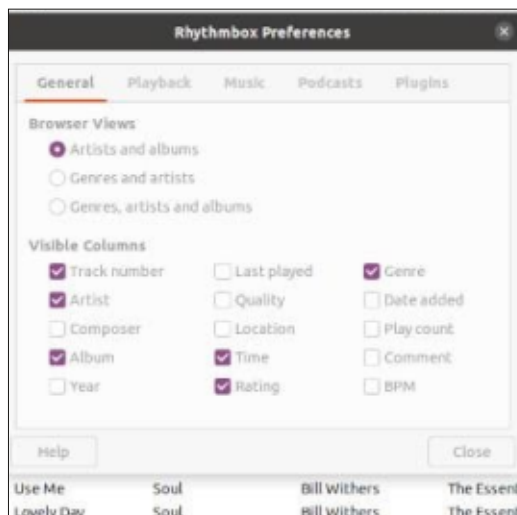 Rhythmbox Preferences
General Playback Music Podcasts Plugins
Browser Views
Artists and albums
Genres and artists
Genres, artists and albums
Visible Columns
Track number Last played Genre
Artist Quality Date added
Composer Location Play count
Album Time Comment
Year Rating BPM
Help Close
Use Me Soul Bill Withers The Essent
Lovely Day Soul Bill Withers The Essent